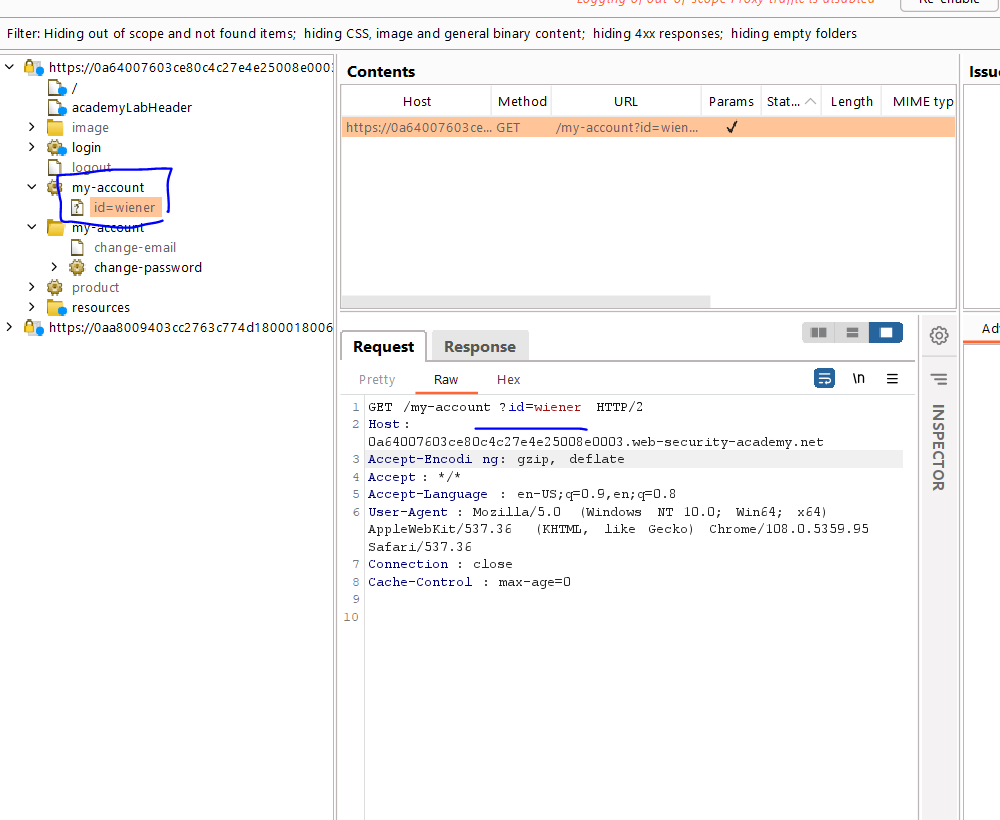 Logging of out-of-scope Proxy traffic is disabled
Re-enable
Filter: Hiding out of scope and not found items; hiding CSS, image and general binary content; hiding 4xx responses; hiding empty folders
https://0a64007603ce80c4c27e4e25008e0003
/
academyLabHeader
image
login
logout
my-account
id=wiener
my-account
change-email
change-password
product
resources
https://0aa8009403cc2763c774d1800018006
Contents
Host Method URL Params Stat... Length MIME typ
https://0a64007603ce... GET /my-account?id=wien...
Issue
Request Response
Pretty Raw Hex
\n
1 GET /my-account ?id=wiener HTTP/2
2 Host :
0a64007603ce80c4c27e4e25008e0003.web-security-academy.net
3 Accept-Encodi ng: gzip, deflate
4 Accept : */*
5 Accept-Language : en-US;q=0.9,en;q=0.8
6 User-Agent : Mozilla/5.0 (Windows NT 10.0; Win64; x64)
AppleWebKit/537.36 (KHTML, like Gecko) Chrome/108.0.5359.95
Safari/537.36
7 Connection : close
8 Cache-Control : max-age=0
9
10
INSPECTOR
Ad